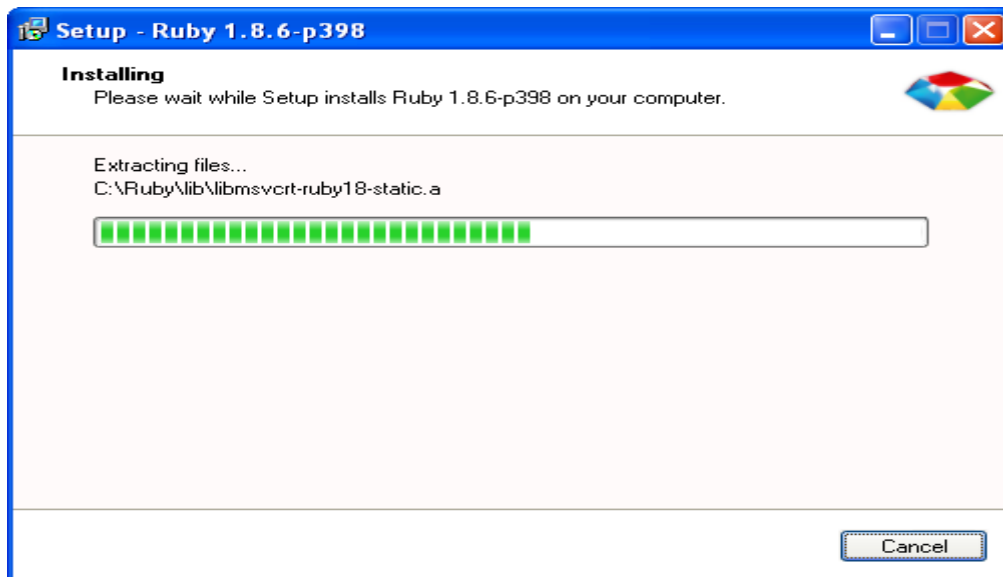 Setup - Ruby 1.8.6-p398
Installing
Please wait while Setup installs Ruby 1.8.6-p398 on your computer.
Extracting files...
C:\Ruby\lib\libmsvcrt-ruby18-static.a
Cancel